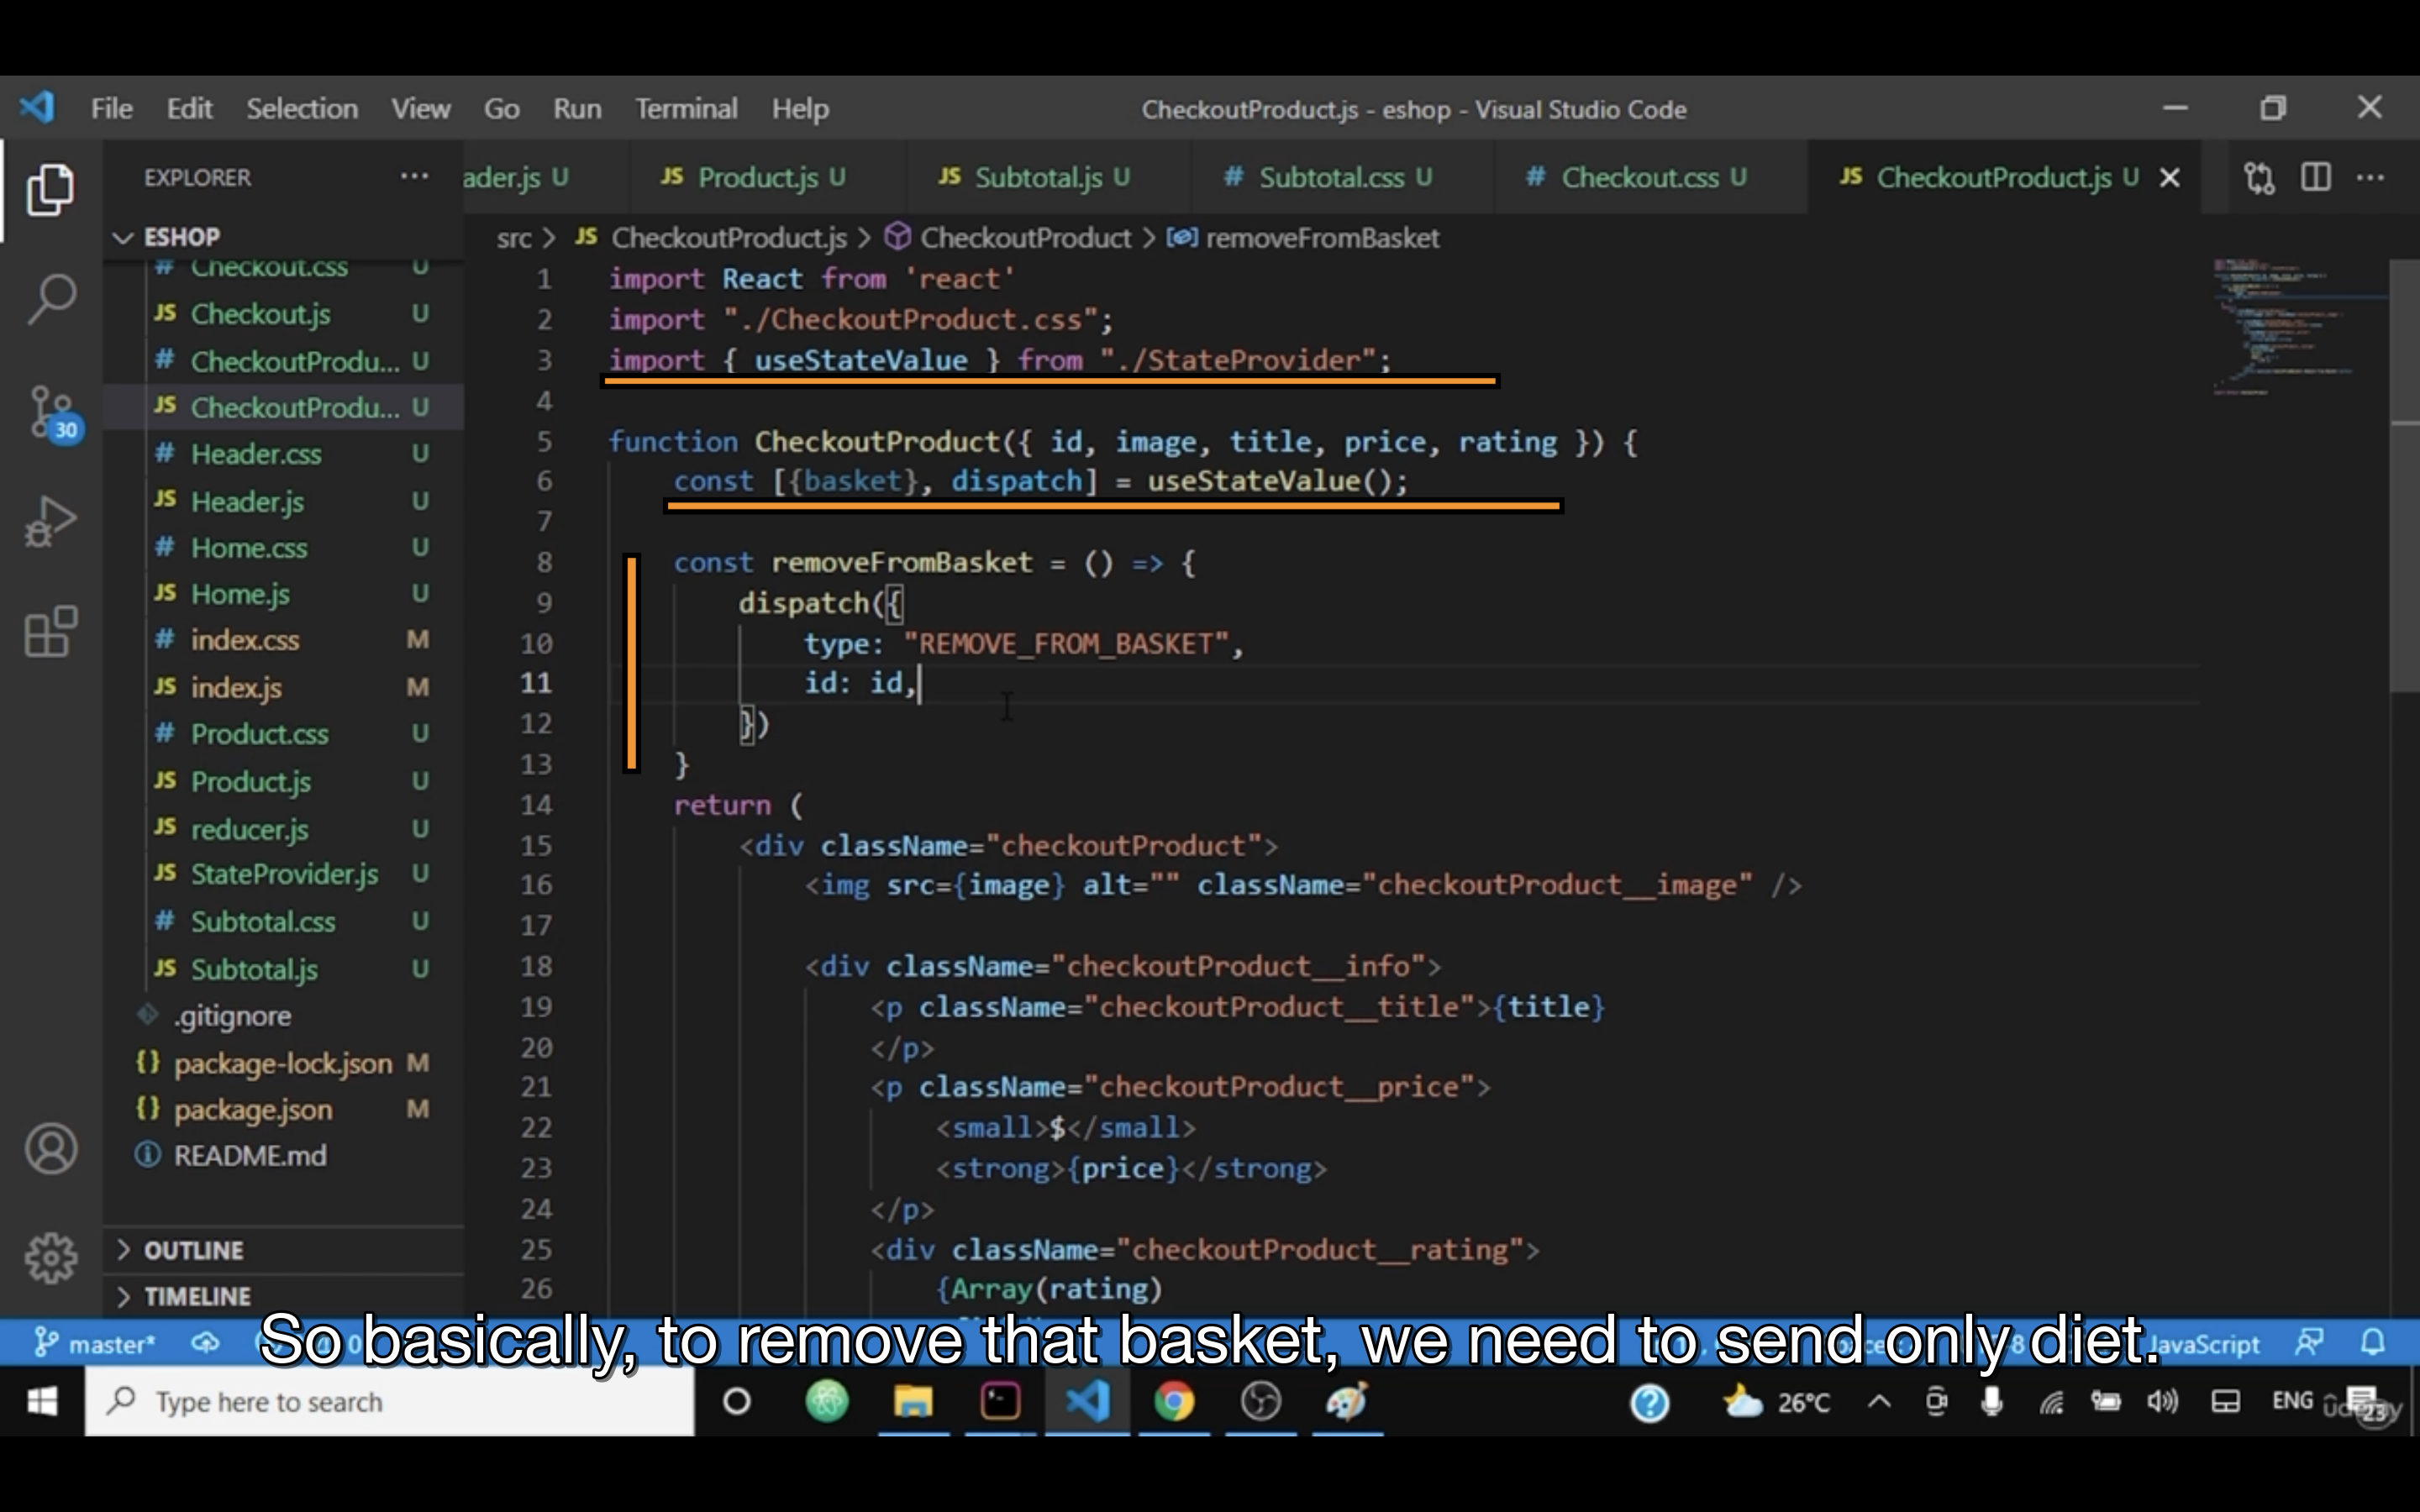 File Edit Selection View Go Run Terminal Help CheckoutProduct.js - eshop - Visual Studio Code
EXPLORER ··· ader.js U JS Product.js U JS Subtotal.js U # Subtotal.css U # Checkout.css U JS CheckoutProduct.js U
ESHOP
src > JS CheckoutProduct.js > CheckoutProduct > removeFromBasket
# Checkout.css U
JS Checkout.js U
# CheckoutProdu... U
JS CheckoutProdu... U
# Header.css U
JS Header.js U
# Home.css U
JS Home.js U
# index.css M
JS index.js M
# Product.css U
JS Product.js U
JS reducer.js U
JS StateProvider.js U
# Subtotal.css U
JS Subtotal.js U
.gitignore
{} package-lock.json M
{} package.json M
README.md
OUTLINE
TIMELINE
30
1 import React from 'react'
2 import "./CheckoutProduct.css";
3 import { useStateValue } from "./StateProvider";
4
5 function CheckoutProduct({ id, image, title, price, rating }) {
6 const [{basket}, dispatch] = useStateValue();
7
8 const removeFromBasket = () => {
9 dispatch({
10 type: "REMOVE_FROM_BASKET",
11 id: id,
12 })
13 }
14 return (
15 <div className="checkoutProduct">
16 <img src={image} alt="" className="checkoutProduct__image" />
17
18 <div className="checkoutProduct__info">
19 <p className="checkoutProduct__title">{title}
20 </p>
21 <p className="checkoutProduct__price">
22 <small>$</small>
23 <strong>{price}</strong>
24 </p>
25 <div className="checkoutProduct__rating">
26 {Array(rating)
So basically, to remove that basket, we need to send only diet.
master* JavaScript
Type here to search 26°C ENG 23
udemy